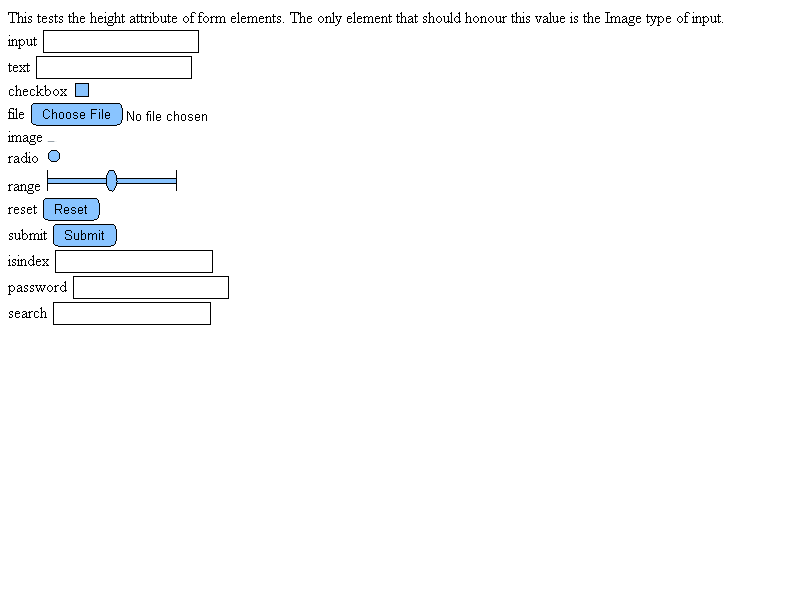 This tests the height attribute of form elements. The only element that should honour this value is the Image type of input.
input
text
checkbox
file Choose File No file chosen
image
radio
range
reset Reset
submit Submit
isindex
password
search